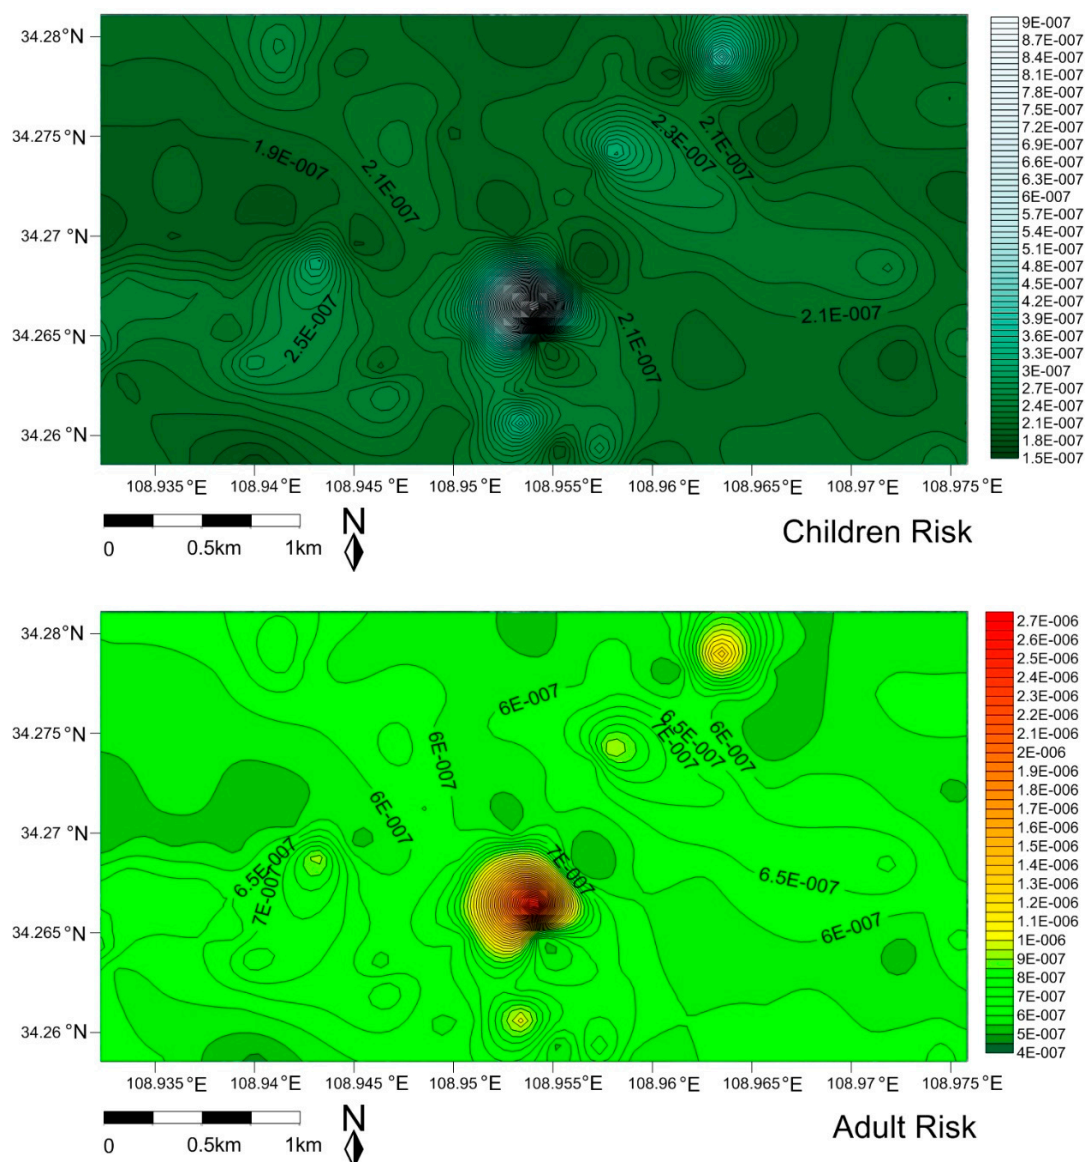 34.28°N
34.275°N
34.27°N
34.265°N
34.26°N
1.9E-007
2.1E-007
2.3E-007
2.1E-007
2.5E-007
2.1E-007
2.1E-007
9E-007
8.7E-007
8.4E-007
8.1E-007
7.8E-007
7.5E-007
7.2E-007
6.9E-007
6.6E-007
6.3E-007
6E-007
5.7E-007
5.4E-007
5.1E-007
4.8E-007
4.5E-007
4.2E-007
3.9E-007
3.6E-007
3.3E-007
3E-007
2.7E-007
2.4E-007
2.1E-007
1.8E-007
1.5E-007
108.935°E 108.94°E 108.945°E 108.95°E 108.955°E 108.96°E 108.965°E 108.97°E 108.975°E
0 0.5km 1km
N
Children Risk
34.28°N
34.275°N
34.27°N
34.265°N
34.26°N
6E-007
6E-007
6.5E-007
7E-007
6E-007
6E-007
6.5E-007
7E-007
7E-007
6.5E-007
6E-007
2.7E-006
2.6E-006
2.5E-006
2.4E-006
2.3E-006
2.2E-006
2.1E-006
2E-006
1.9E-006
1.8E-006
1.7E-006
1.6E-006
1.5E-006
1.4E-006
1.3E-006
1.2E-006
1.1E-006
1E-006
9E-007
8E-007
7E-007
6E-007
5E-007
4E-007
108.935°E 108.94°E 108.945°E 108.95°E 108.955°E 108.96°E 108.965°E 108.97°E 108.975°E
0 0.5km 1km
N
Adult Risk